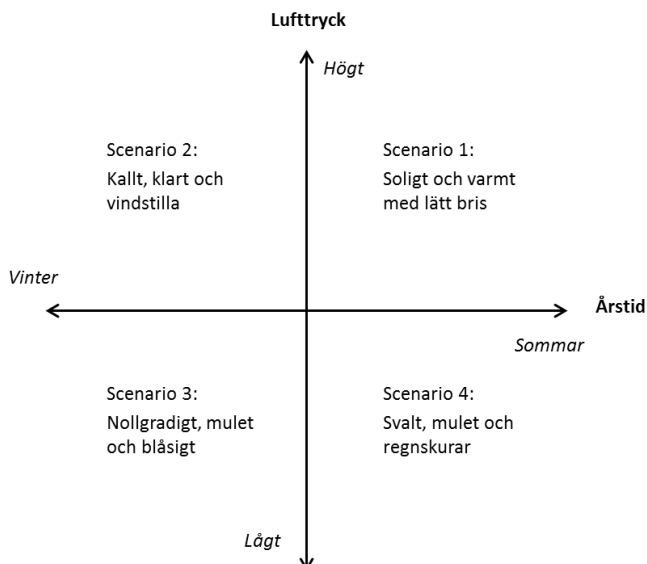 Lufttryck
Högt
Scenario 2:
Kallt, klart och
vindstilla
Scenario 1:
Soligt och varmt
med lätt bris
Vinter
Årstid
Sommar
Scenario 3:
Nollgradigt, mulet
och blåsigt
Scenario 4:
Svalt, mulet och
regnskurar
Lågt